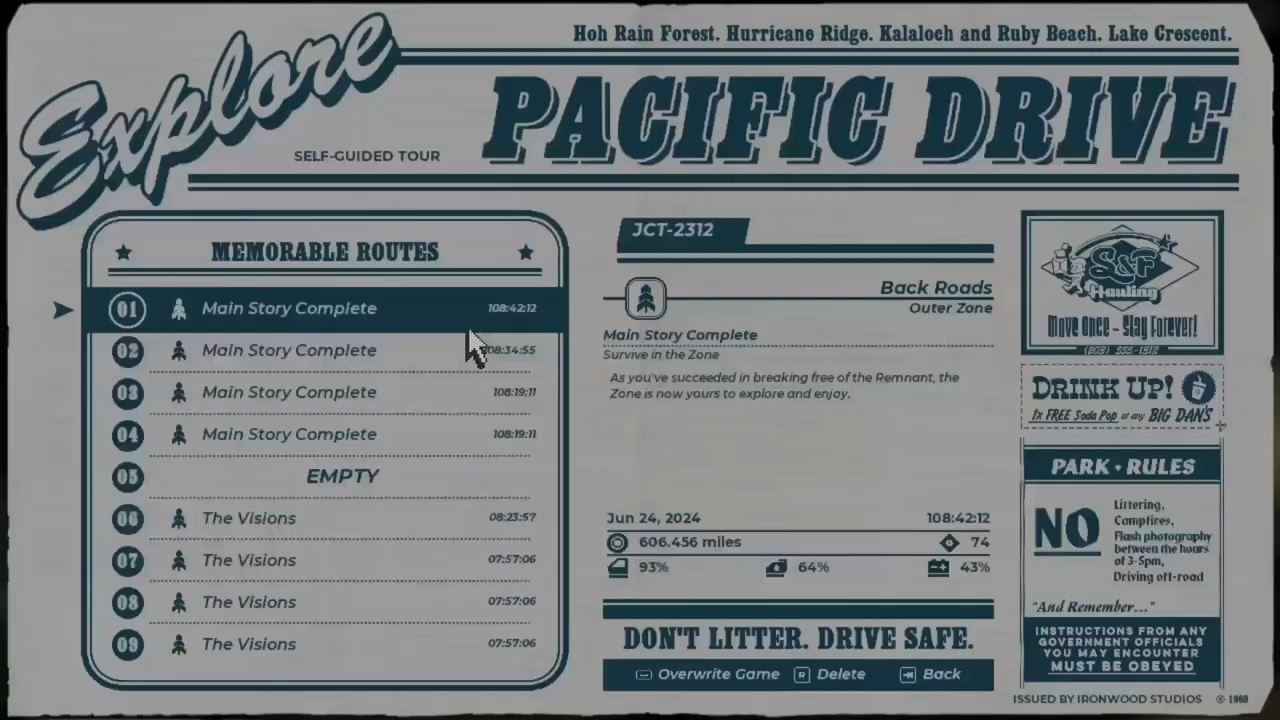 Hoh Rain Forest. Hurricane Ridge. Kalaloch and Ruby Beach. Lake Crescent.
Explore
PACIFIC DRIVE
SELF-GUIDED TOUR
MEMORABLE ROUTES
01 Main Story Complete 108:42:12
02 Main Story Complete 108:34:55
03 Main Story Complete 108:19:11
04 Main Story Complete 108:19:11
05 EMPTY
06 The Visions 08:23:57
07 The Visions 07:57:06
08 The Visions 07:57:06
09 The Visions 07:57:06
JCT-2312
Back Roads
Outer Zone
Main Story Complete
Survive in the Zone
As you've succeeded in breaking free of the Remnant, the
Zone is now yours to explore and enjoy.
Jun 24, 2024 108:42:12
606.456 miles 74
93% 64% 43%
DON'T LITTER. DRIVE SAFE.
Overwrite Game R Delete Back
S&F
Hauling
Move Once - Stay Forever!
(203) 555-1312
DRINK UP!
1x FREE Soda Pop at any BIG DAN'S
PARK • RULES
NO
Littering,
Campfires,
Flash photography
between the hours
of 3-5pm,
Driving off-road
"And Remember..."
INSTRUCTIONS FROM ANY
GOVERNMENT OFFICIALS
YOU MAY ENCOUNTER
MUST BE OBEYED
ISSUED BY IRONWOOD STUDIOS © 1980